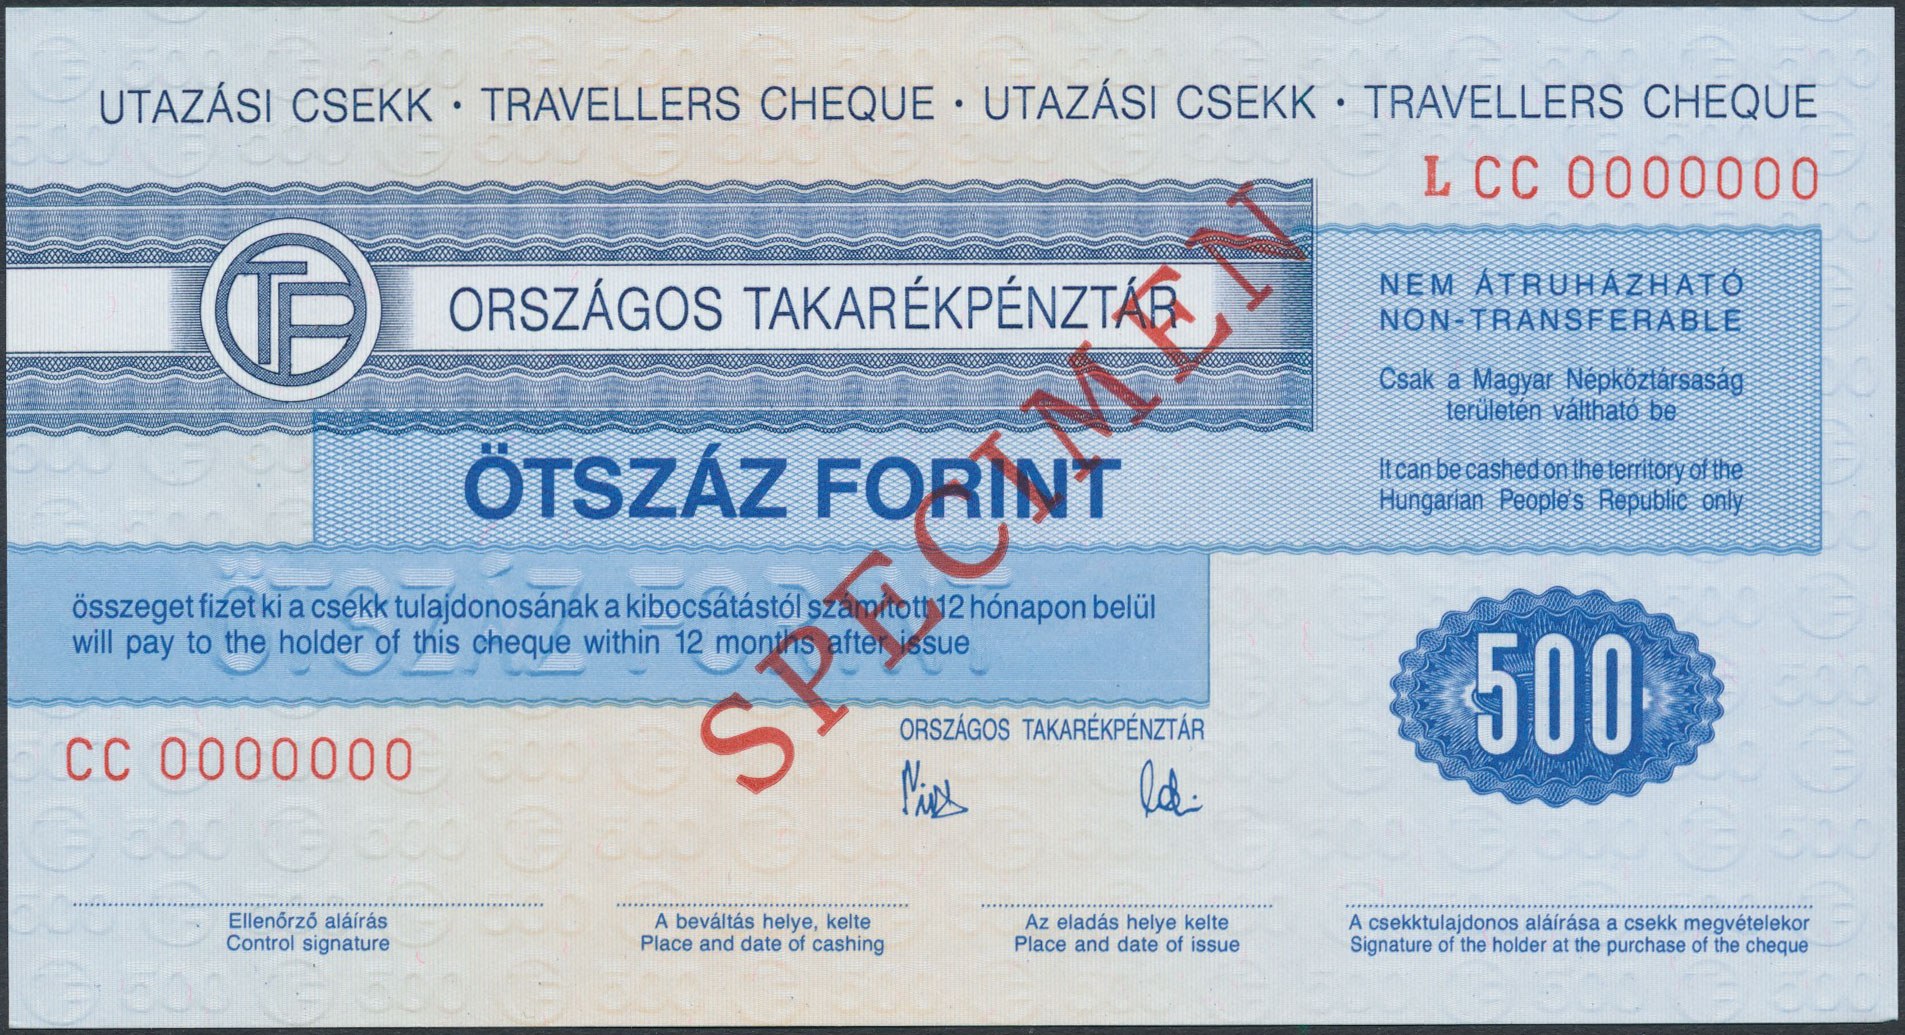 UTAZÁSI CSEKK • TRAVELLERS CHEQUE • UTAZÁSI CSEKK • TRAVELLERS CHEQUE
L CC 0000000
OTP
ORSZÁGOS TAKARÉKPÉNZTÁR
NEM ÁTRUHÁZHATÓ
NON-TRANSFERABLE
Csak a Magyar Népköztársaság
területén váltható be
It can be cashed on the territory of the
Hungarian People's Republic only
ÖTSZÁZ FORINT
SPECIMEN
ÖTSZÁZ FORINT
összeget fizet ki a csekk tulajdonosának a kibocsátástól számított 12 hónapon belül
will pay to the holder of this cheque within 12 months after issue
500
CC 0000000
ORSZÁGOS TAKARÉKPÉNZTÁR
Ellenőrző aláírás
Control signature
A beváltás helye, kelte
Place and date of cashing
Az eladás helye kelte
Place and date of issue
A csekktulajdonos aláírása a csekk megvételekor
Signature of the holder at the purchase of the cheque